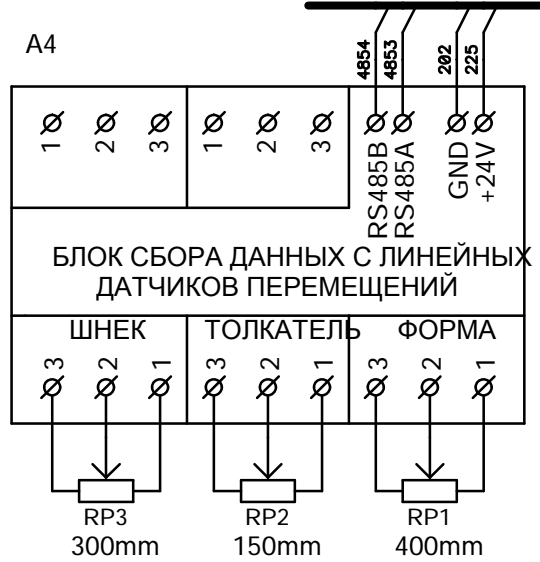 A4
4854 4853 202 225
1 2 3 1 2 3
RS485B RS485A GND +24V
БЛОК СБОРА ДАННЫХ С ЛИНЕЙНЫХ
ДАТЧИКОВ ПЕРЕМЕЩЕНИЙ
ШНЕК ТОЛКАТЕЛЬ ФОРМА
3 2 1 3 2 1 3 2 1
RP3 RP2 RP1
300mm 150mm 400mm